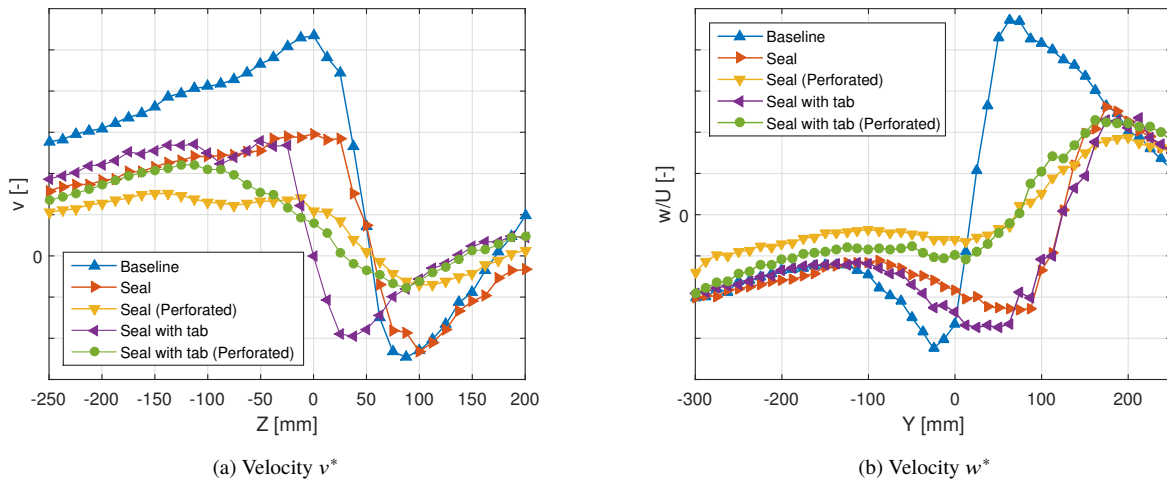 v [-]
0
Baseline
Seal
Seal (Perforated)
Seal with tab
Seal with tab (Perforated)
-250 -200 -150 -100 -50 0 50 100 150 200
Z [mm]
(a) Velocity v*
Baseline
Seal
Seal (Perforated)
Seal with tab
Seal with tab (Perforated)
w/U [-]
0
-300 -200 -100 0 100 200
Y [mm]
(b) Velocity w*